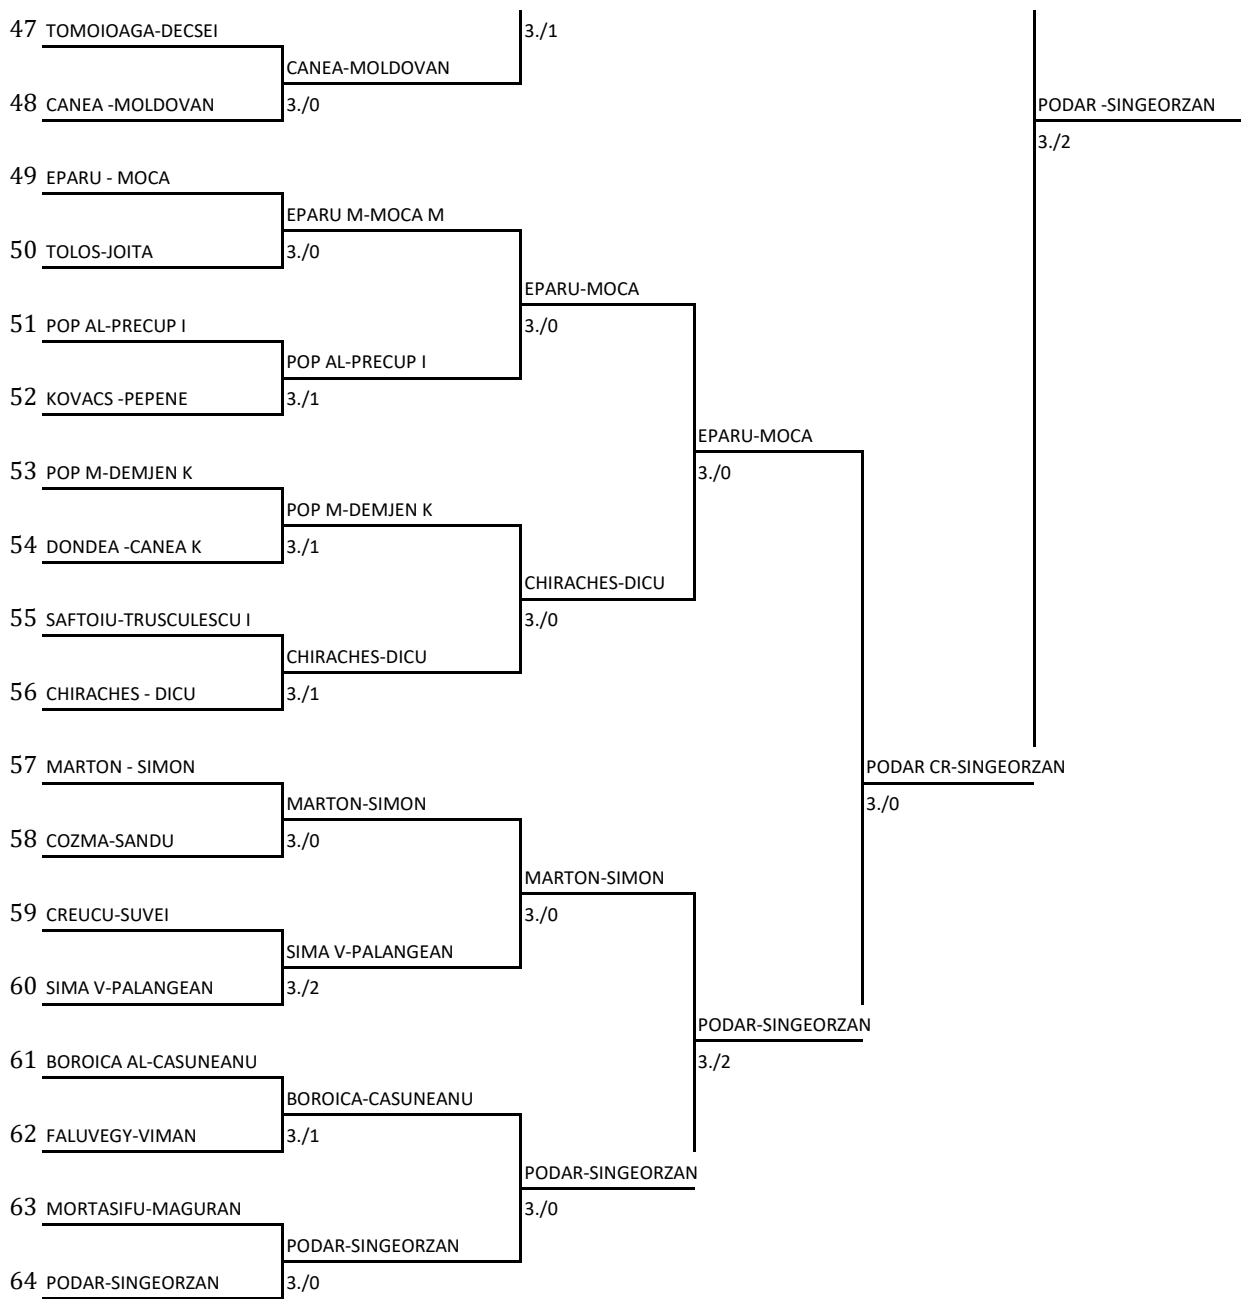 47 TOMOIOAGA-DECSEI
3./1
CANEA-MOLDOVAN
48 CANEA -MOLDOVAN
3./0
PODAR -SINGEORZAN
3./2
49 EPARU - MOCA
EPARU M-MOCA M
50 TOLOS-JOITA
3./0
EPARU-MOCA
51 POP AL-PRECUP I
3./0
POP AL-PRECUP I
52 KOVACS -PEPENE
3./1
EPARU-MOCA
53 POP M-DEMJEN K
3./0
POP M-DEMJEN K
54 DONDEA -CANEA K
3./1
CHIRACHES-DICU
55 SAFTOIU-TRUSCULESCU I
3./0
CHIRACHES-DICU
56 CHIRACHES - DICU
3./1
57 MARTON - SIMON
PODAR CR-SINGEORZAN
MARTON-SIMON
3./0
58 COZMA-SANDU
3./0
MARTON-SIMON
59 CREUCU-SUVEI
3./0
SIMA V-PALANGEAN
60 SIMA V-PALANGEAN
3./2
PODAR-SINGEORZAN
61 BOROICA AL-CASUNEANU
3./2
BOROICA-CASUNEANU
62 FALUVEGY-VIMAN
3./1
PODAR-SINGEORZAN
63 MORTASIFU-MAGURAN
3./0
PODAR-SINGEORZAN
64 PODAR-SINGEORZAN
3./0